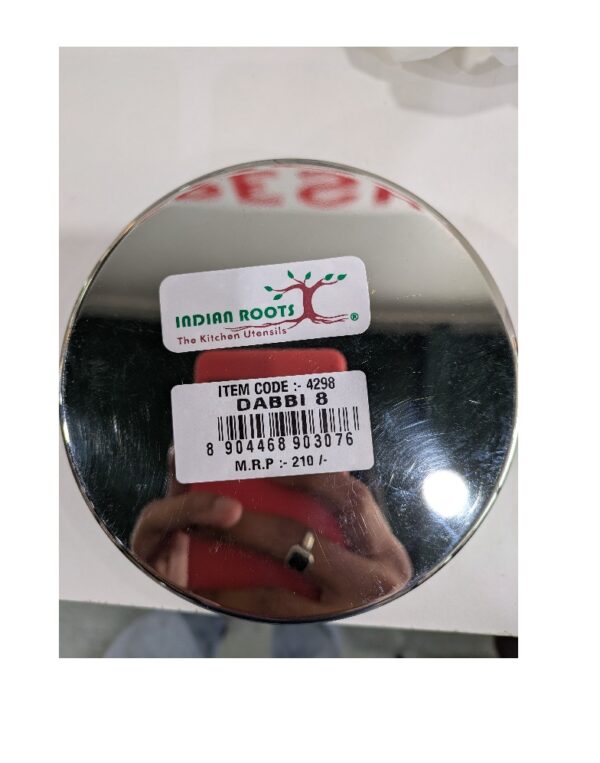 INDIAN ROOTS ®
The Kitchen Utensils
ITEM CODE :- 4298
DABBI 8
8 904468 903076
M.R.P :- 210 /-